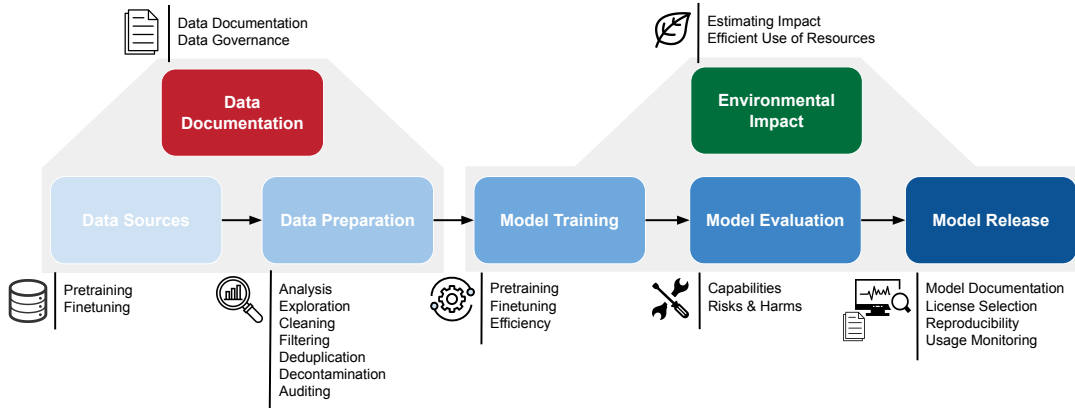 Data Documentation
Data Governance
Estimating Impact
Efficient Use of Resources
Data
Documentation
Environmental
Impact
Data Sources
Data Preparation
Model Training
Model Evaluation
Model Release
Pretraining
Finetuning
Analysis
Exploration
Cleaning
Filtering
Deduplication
Decontamination
Auditing
Pretraining
Finetuning
Efficiency
Capabilities
Risks & Harms
Model Documentation
License Selection
Reproducibility
Usage Monitoring